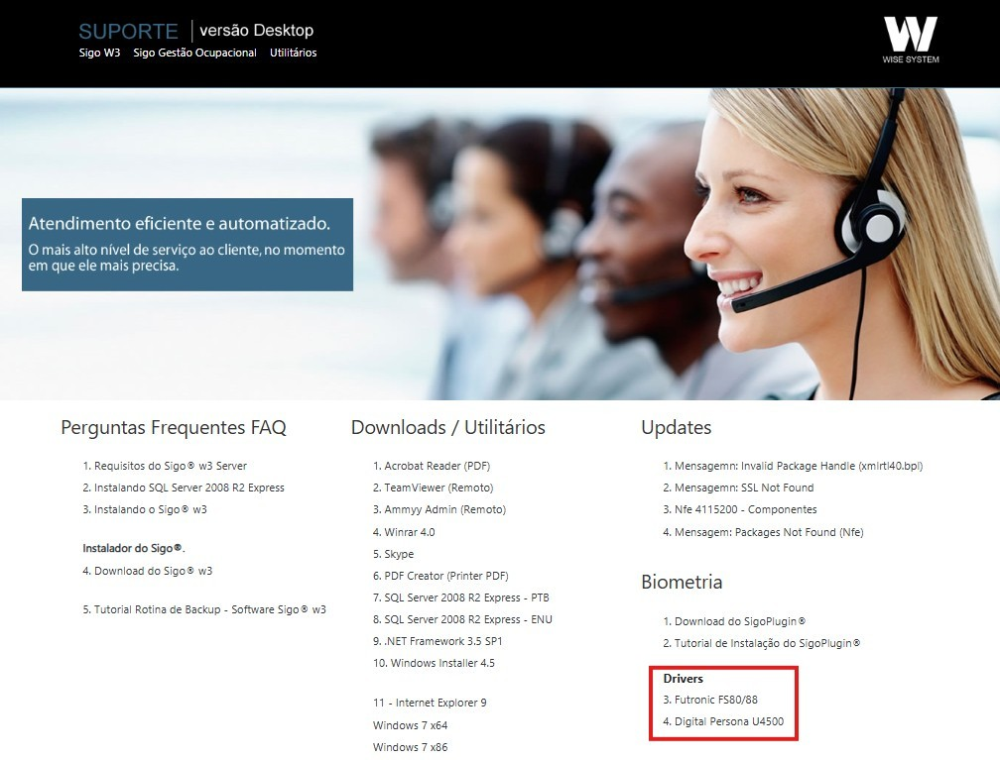 SUPORTE | versão Desktop
Sigo W3 Sigo Gestão Ocupacional Utilitários
W
WISE SYSTEM
Atendimento eficiente e automatizado.
O mais alto nível de serviço ao cliente, no momento
em que ele mais precisa.
Perguntas Frequentes FAQ
1. Requisitos do Sigo® w3 Server
2. Instalando SQL Server 2008 R2 Express
3. Instalando o Sigo® w3
Instalador do Sigo®.
4. Download do Sigo® w3
5. Tutorial Rotina de Backup - Software Sigo® w3
Downloads / Utilitários
1. Acrobat Reader (PDF)
2. TeamViewer (Remoto)
3. Ammyy Admin (Remoto)
4. Winrar 4.0
5. Skype
6. PDF Creator (Printer PDF)
7. SQL Server 2008 R2 Express - PTB
8. SQL Server 2008 R2 Express - ENU
9. .NET Framework 3.5 SP1
10. Windows Installer 4.5
11 - Internet Explorer 9
Windows 7 x64
Windows 7 x86
Updates
1. Mensagemn: Invalid Package Handle (xmlrtl40.bpl)
2. Mensagemn: SSL Not Found
3. Nfe 4115200 - Componentes
4. Mensagem: Packages Not Found (Nfe)
Biometria
1. Download do SigoPlugin®
2. Tutorial de Instalação do SigoPlugin®
Drivers
3. Futronic FS80/88
4. Digital Persona U4500